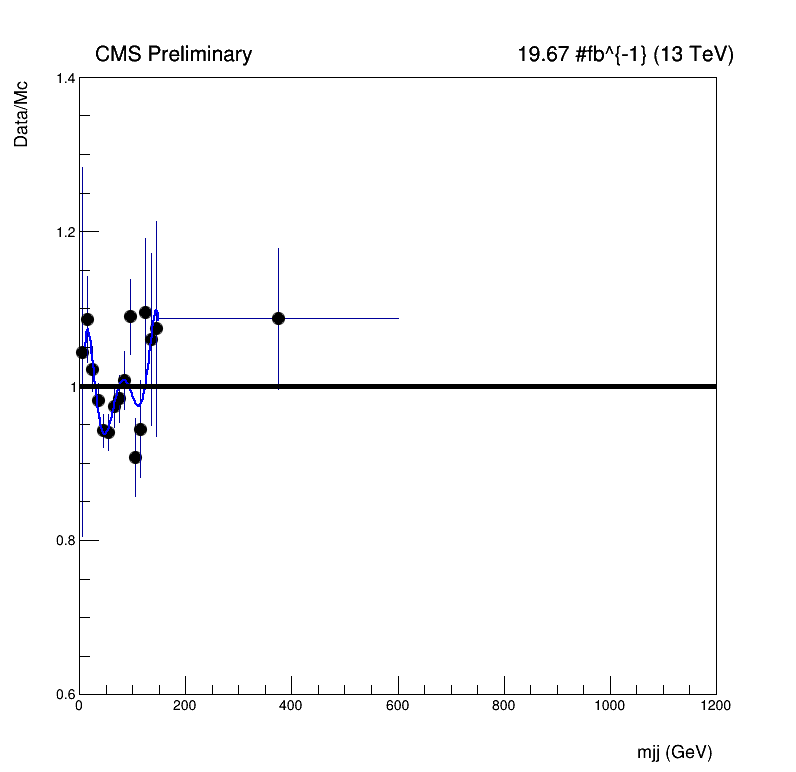 CMS Preliminary
19.67 #fb^{-1} (13 TeV)
Data/Mc
1.4
1.2
1
0.8
0.6
0 200 400 600 800 1000 1200
mjj (GeV)